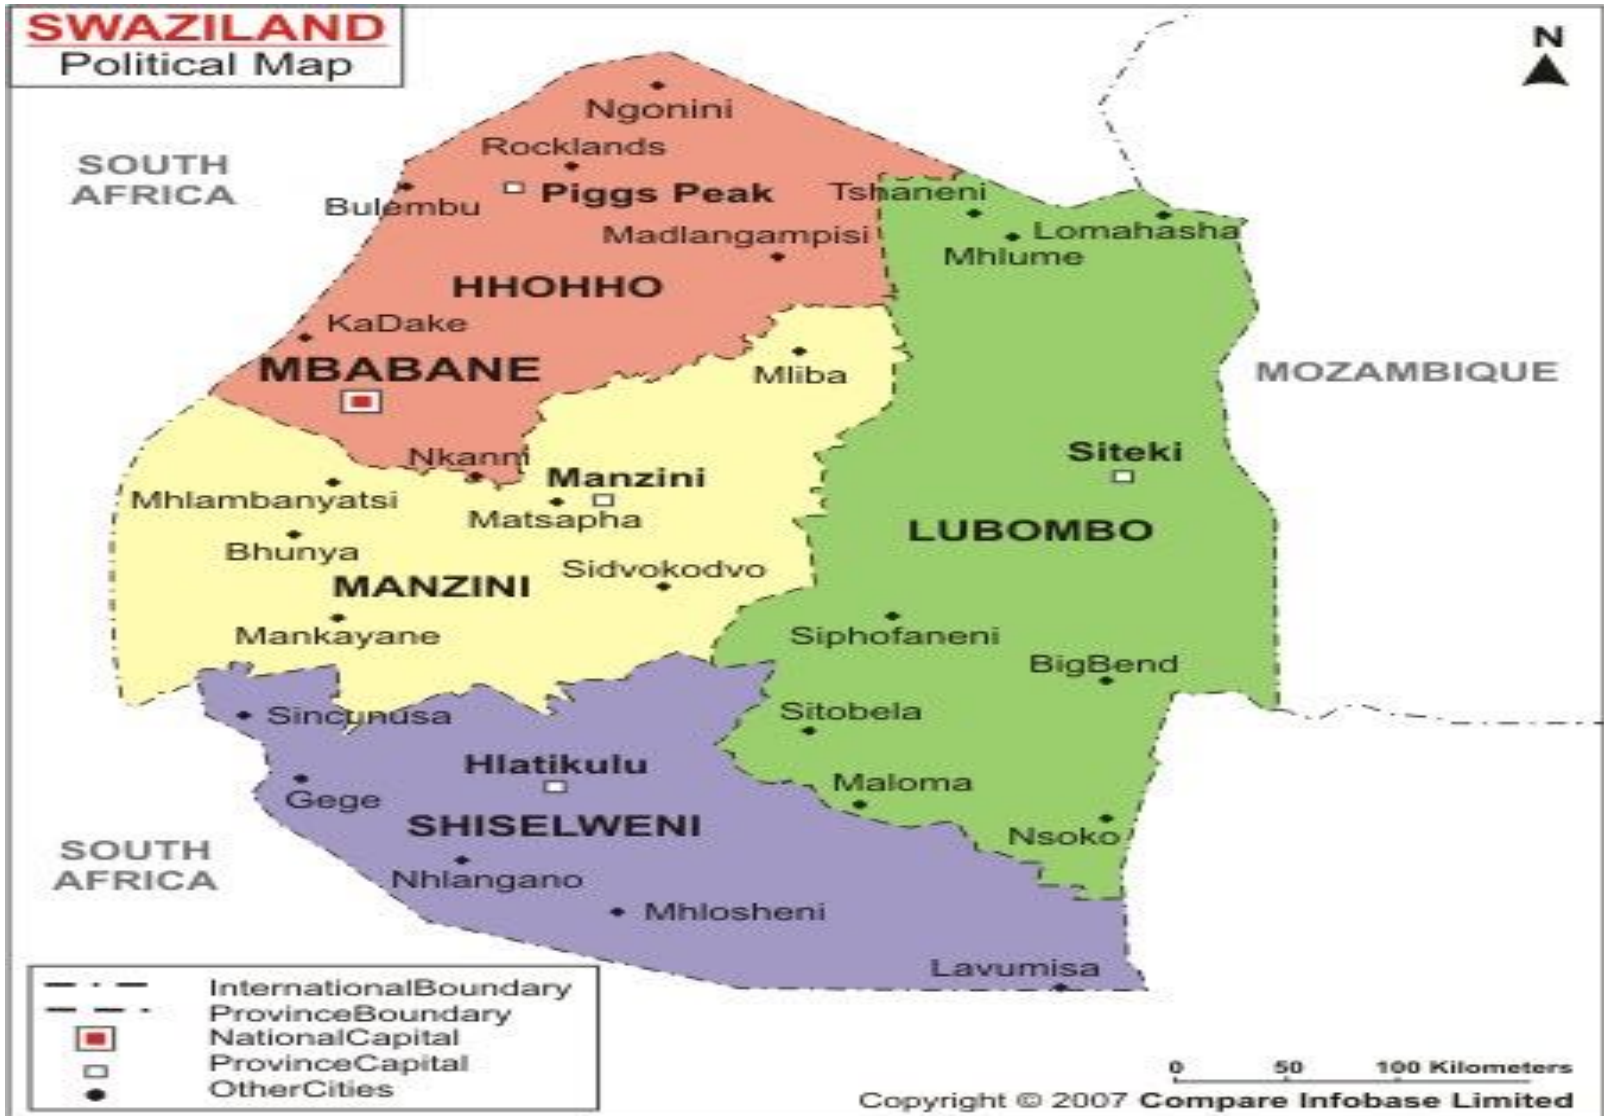 SWAZILAND
Political Map
N
Ngonini
SOUTH
AFRICA
Rocklands
Piggs Peak
Bulembu
Tshaneni
Lomahasha
Mhlume
Madlangampisi
HHOHHO
KaDake
MBABANE
Mliba
MOZAMBIQUE
Nkanni
Manzini
Siteki
Mhlambanyatsi
Matsapha
LUBOMBO
Bhunya
Sidvokodvo
MANZINI
Mankayane
Siphofaneni
BigBend
Sincunusa
Sitobela
Hlatikulu
Gege
Maloma
SHISELWENI
Nsoko
SOUTH
AFRICA
Nhlangano
Mhlosheni
Lavumisa
InternationalBoundary
ProvinceBoundary
NationalCapital
ProvinceCapital
OtherCities
0 50 100 Kilometers
Copyright © 2007 Compare Infobase Limited